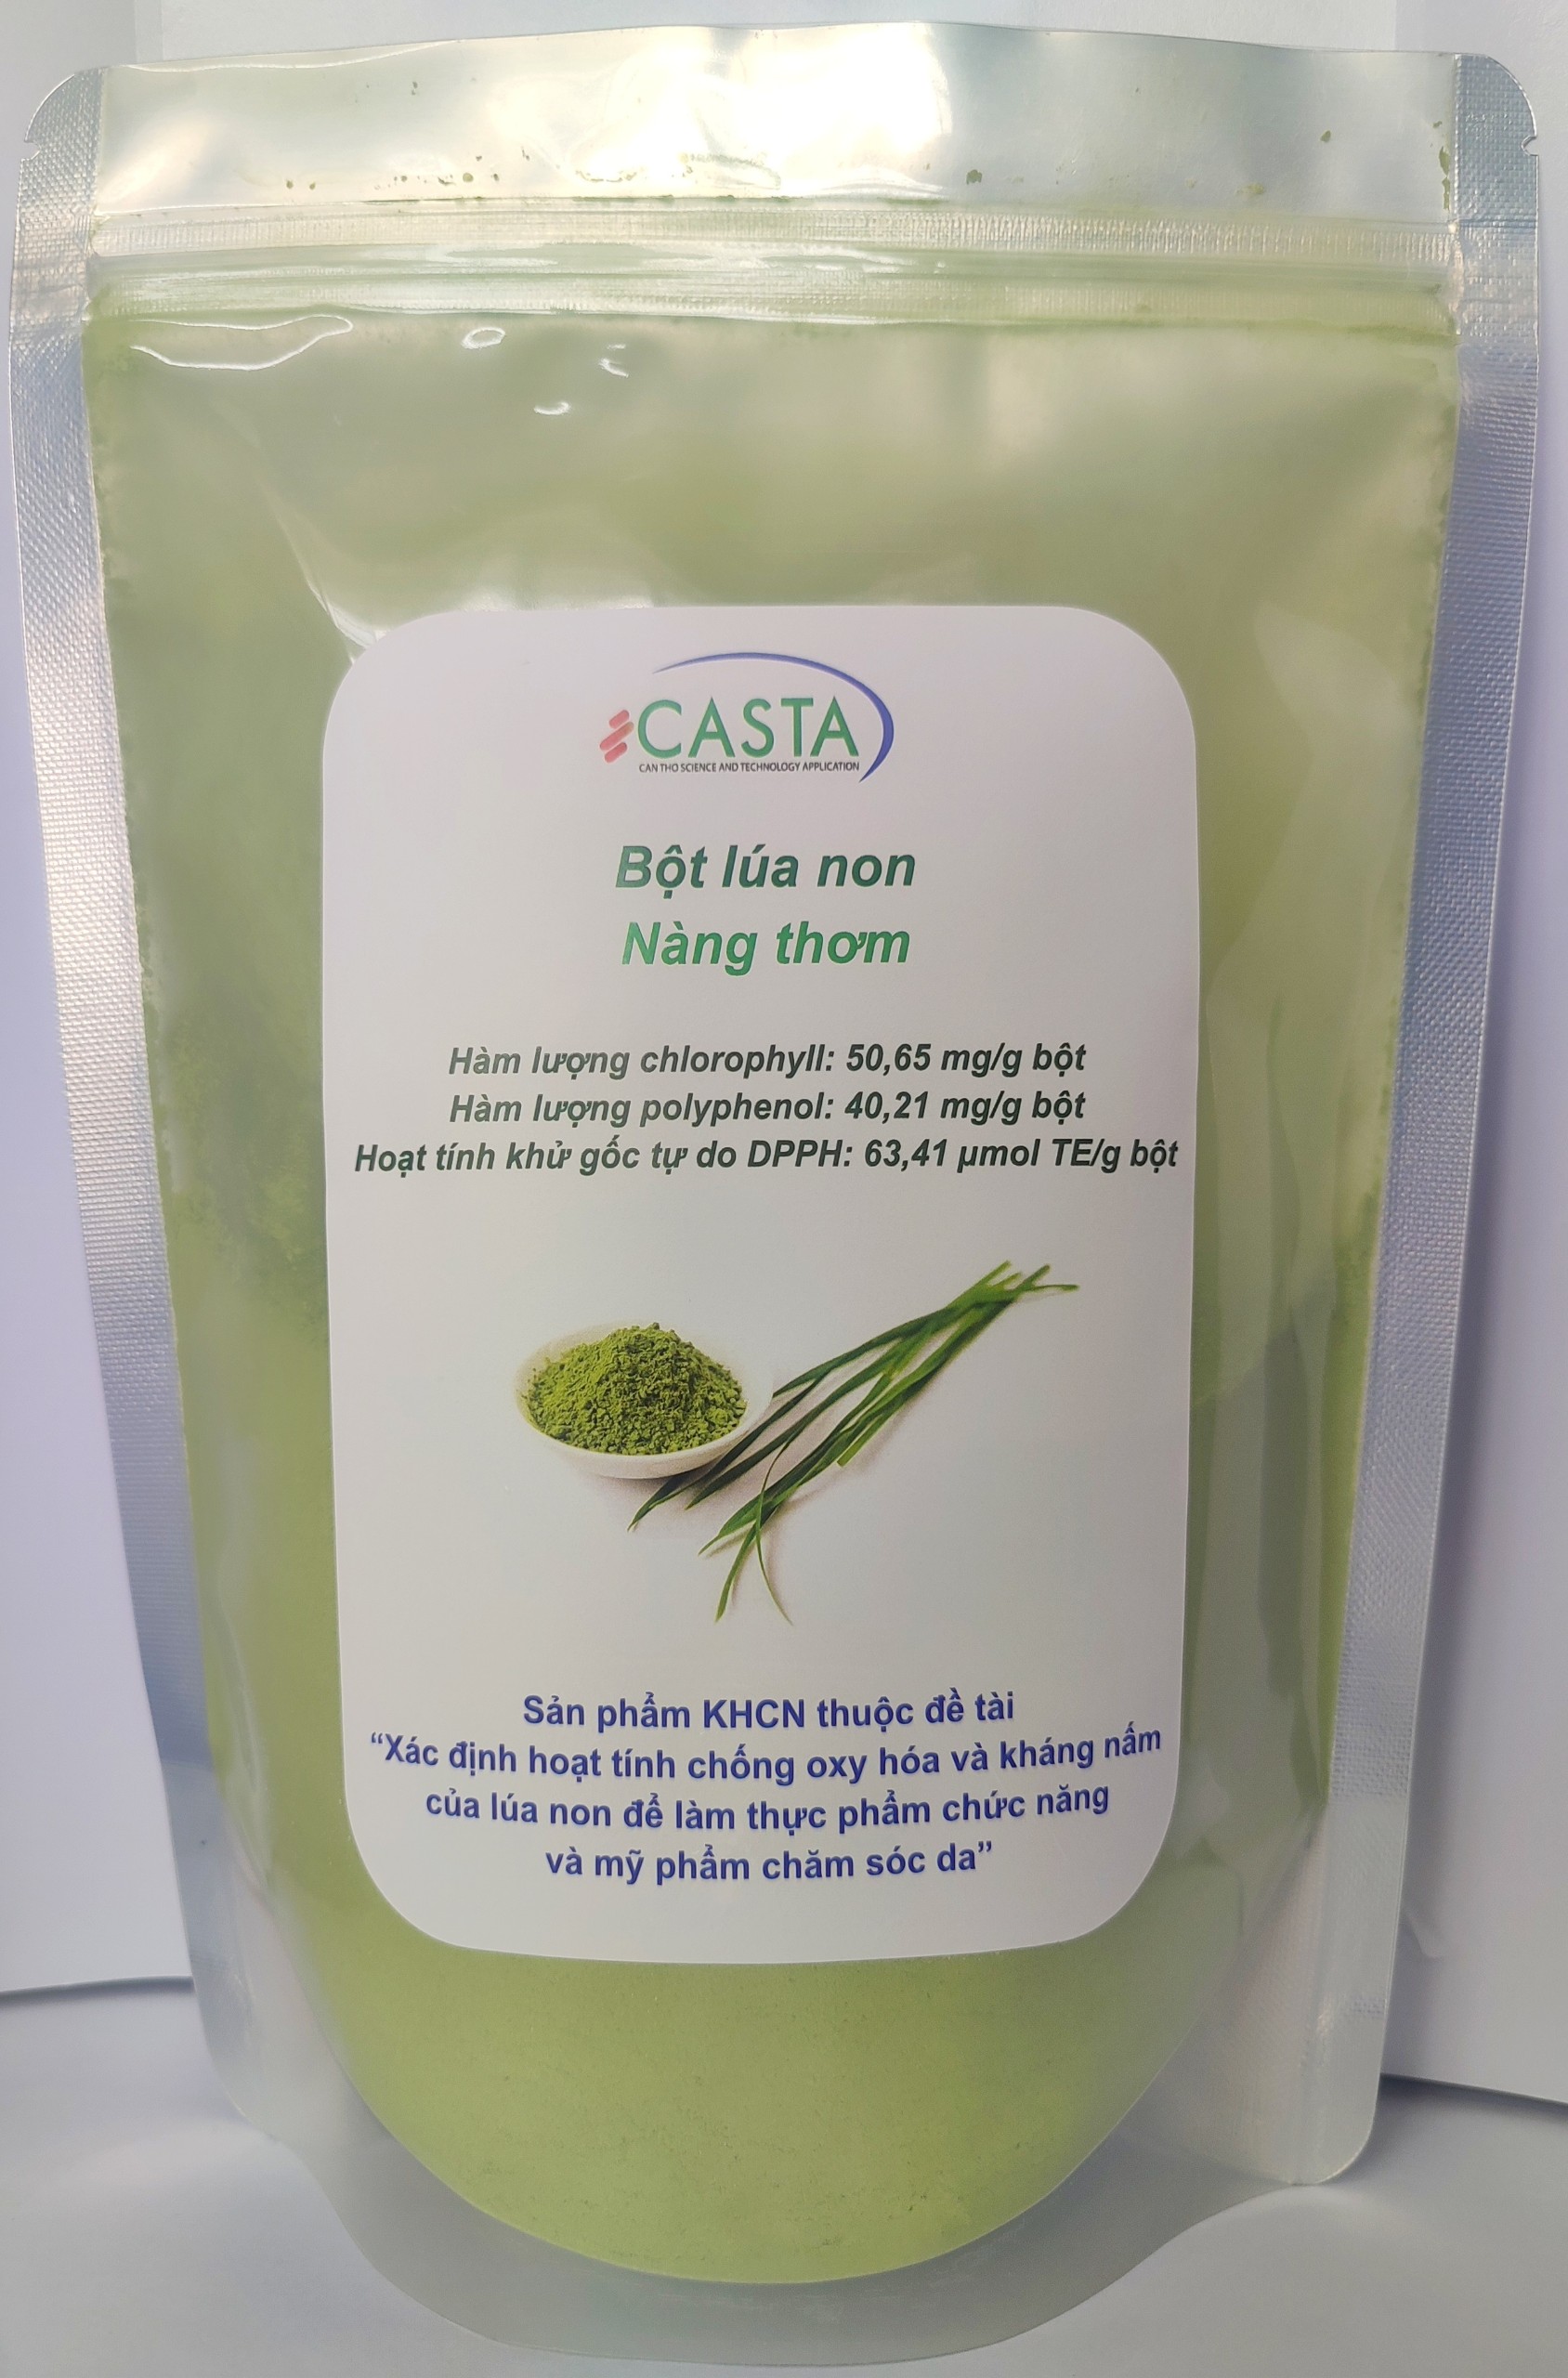 CASTA
CAN THO SCIENCE AND TECHNOLOGY APPLICATION
Bột lúa non
Nàng thơm
Hàm lượng chlorophyll: 50,65 mg/g bột
Hàm lượng polyphenol: 40,21 mg/g bột
Hoạt tính khử gốc tự do DPPH: 63,41 µmol TE/g bột
Sản phẩm KHCN thuộc đề tài
“Xác định hoạt tính chống oxy hóa và kháng nấm
của lúa non để làm thực phẩm chức năng
và mỹ phẩm chăm sóc da”